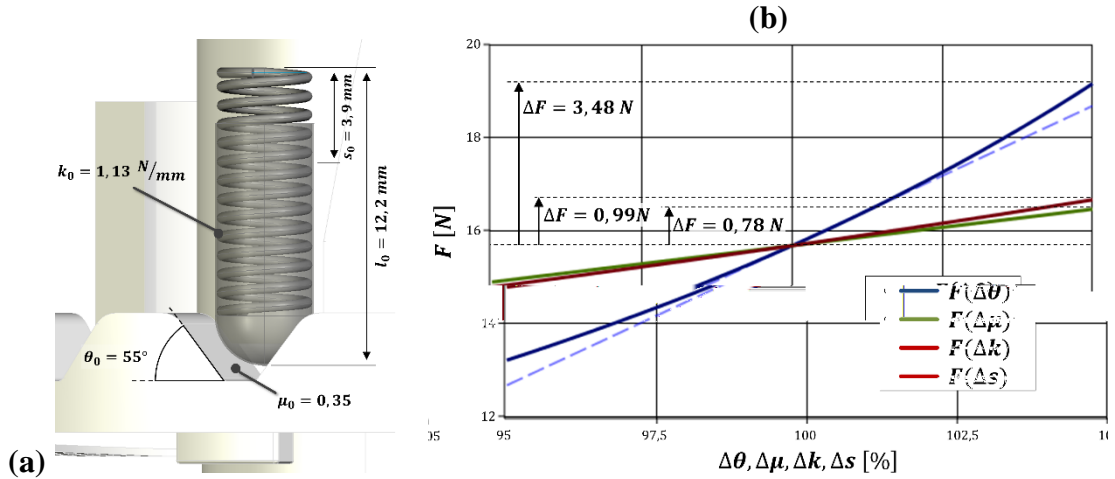 (a)
k₀ = 1,13 N/mm
s₀ = 3,9 mm
l₀ = 12,2 mm
θ₀ = 55°
μ₀ = 0,35
(b)
F [N]
20
18
16
14
12
ΔF = 3,48 N
ΔF = 0,99N
ΔF = 0,78 N
F(Δθ)
F(Δμ)
F(Δk)
F(Δs)
05
95
97,5
100
102,5
10
Δθ, Δμ, Δk, Δs [%]